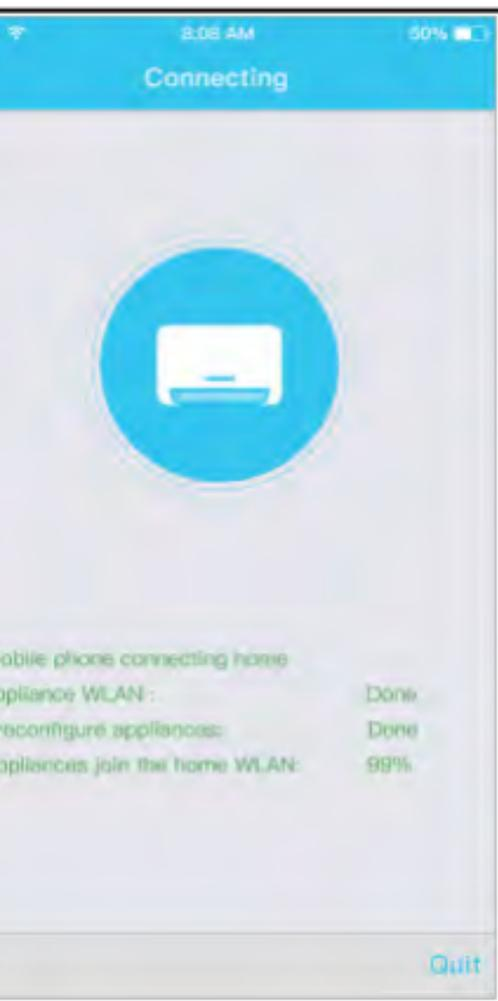 8:08 AM 50%
Connecting
obile phone connecting home
ppliance WLAN : Done
reconfigure appliances: Done
ppliances join the home WLAN: 99%
Quit